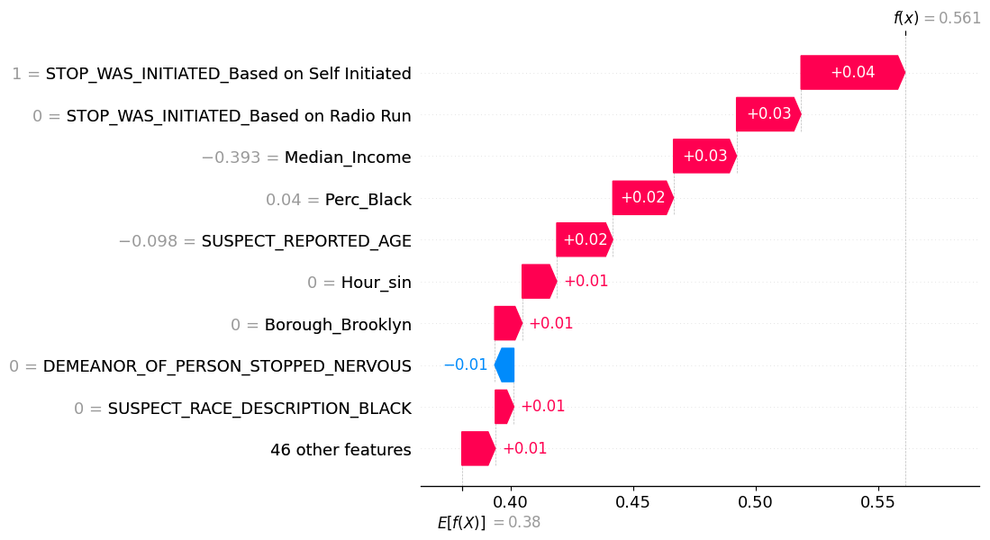 f(x) = 0.561
1 = STOP_WAS_INITIATED_Based on Self Initiated
+0.04
0 = STOP_WAS_INITIATED_Based on Radio Run
+0.03
−0.393 = Median_Income
+0.03
0.04 = Perc_Black
+0.02
−0.098 = SUSPECT_REPORTED_AGE
+0.02
0 = Hour_sin
+0.01
0 = Borough_Brooklyn
+0.01
0 = DEMEANOR_OF_PERSON_STOPPED_NERVOUS
−0.01
0 = SUSPECT_RACE_DESCRIPTION_BLACK
+0.01
46 other features
+0.01
0.40 0.45 0.50 0.55
E[f(X)] = 0.38